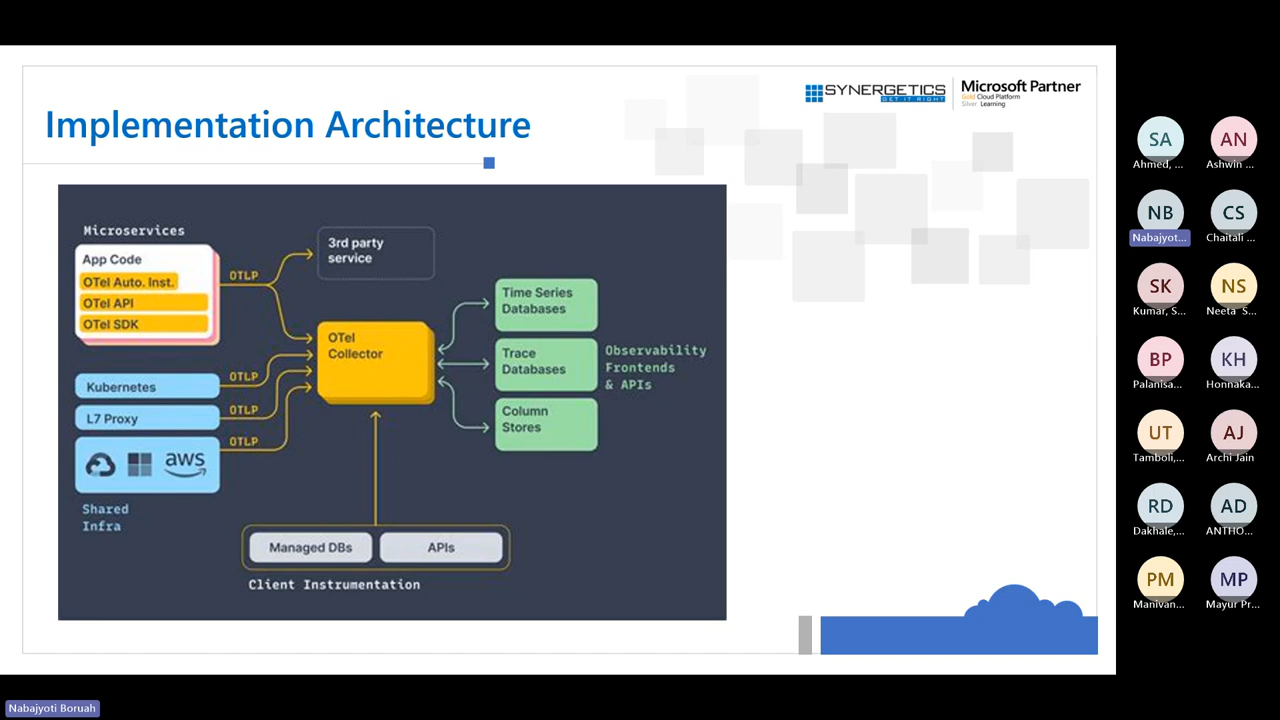 SYNERGETICS
GET IT RIGHT
Microsoft Partner
Gold Cloud Platform
Silver Learning
Implementation Architecture
Microservices
App Code
OTel Auto. Inst.
OTel API
OTel SDK
OTLP
3rd party
service
OTel
Collector
Kubernetes
OTLP
L7 Proxy
OTLP
aws
OTLP
Shared
Infra
Time Series
Databases
Trace
Databases
Column
Stores
Observability
Frontends
& APIs
Managed DBs
APIs
Client Instrumentation
SA
Ahmed, ...
AN
Ashwin ...
NB
Nabajyot...
CS
Chaitali ...
SK
Kumar, S...
NS
Neeta S...
BP
Palanisa...
KH
Honnaka...
UT
Tamboli,...
AJ
Archi Jain
RD
Dakhale,...
AD
ANTHO...
PM
Manivan...
MP
Mayur Pr...
Nabajyoti Boruah